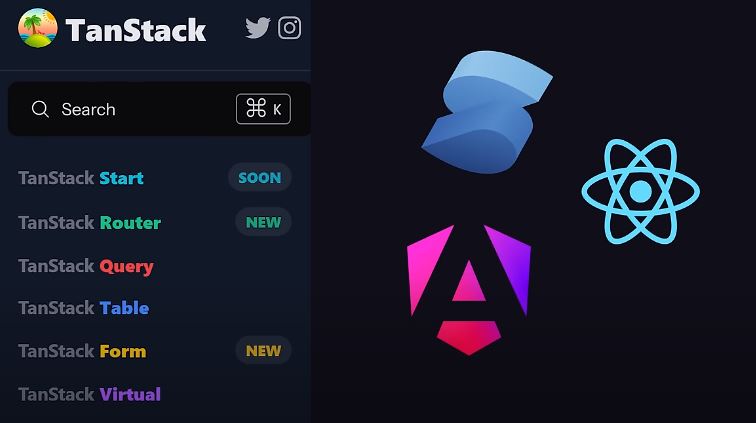 TanStack
Search ⌘ K
TanStack Start SOON
TanStack Router NEW
TanStack Query
TanStack Table
TanStack Form NEW
TanStack Virtual